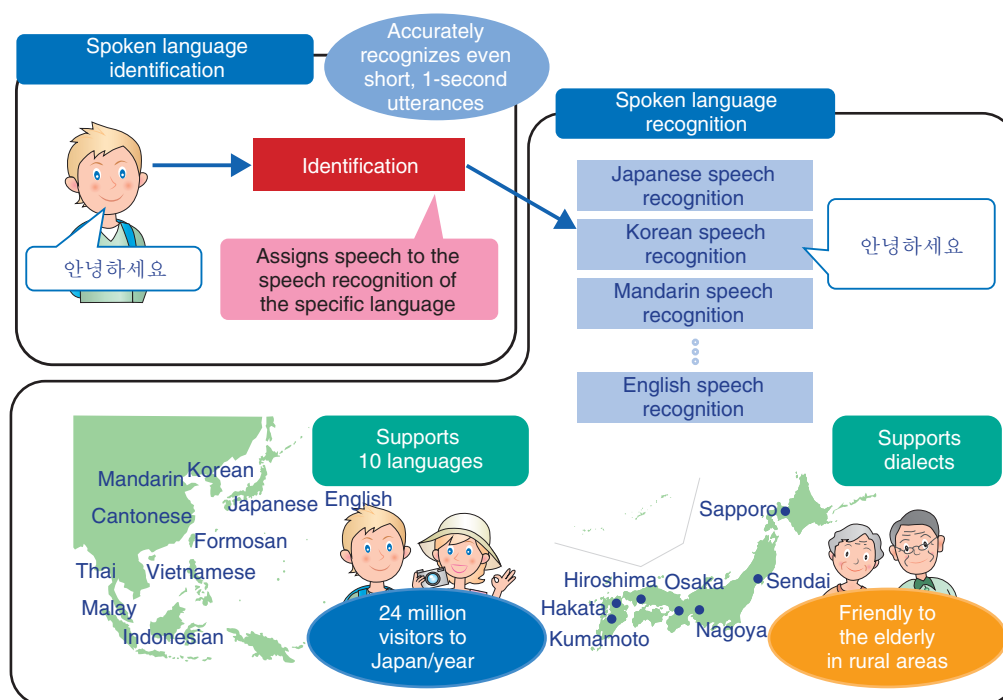 Spoken language
identification
Accurately
recognizes even
short, 1-second
utterances
Identification
안녕하세요
Assigns speech to the
speech recognition of
the specific language
Spoken language
recognition
Japanese speech
recognition
Korean speech
recognition
안녕하세요
Mandarin speech
recognition
English speech
recognition
Supports
10 languages
Mandarin
Korean
Japanese
English
Cantonese
Formosan
Thai
Vietnamese
Malay
Indonesian
24 million
visitors to
Japan/year
Supports
dialects
Sapporo
Hiroshima
Osaka
Sendai
Hakata
Kumamoto
Nagoya
Friendly to
the elderly
in rural areas